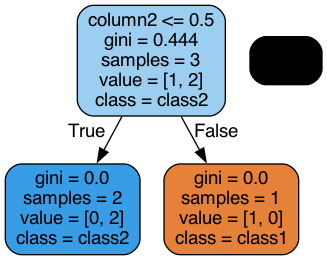 column2 <= 0.5
gini = 0.444
samples = 3
value = [1, 2]
class = class2
True
False
gini = 0.0
samples = 2
value = [0, 2]
class = class2
gini = 0.0
samples = 1
value = [1, 0]
class = class1